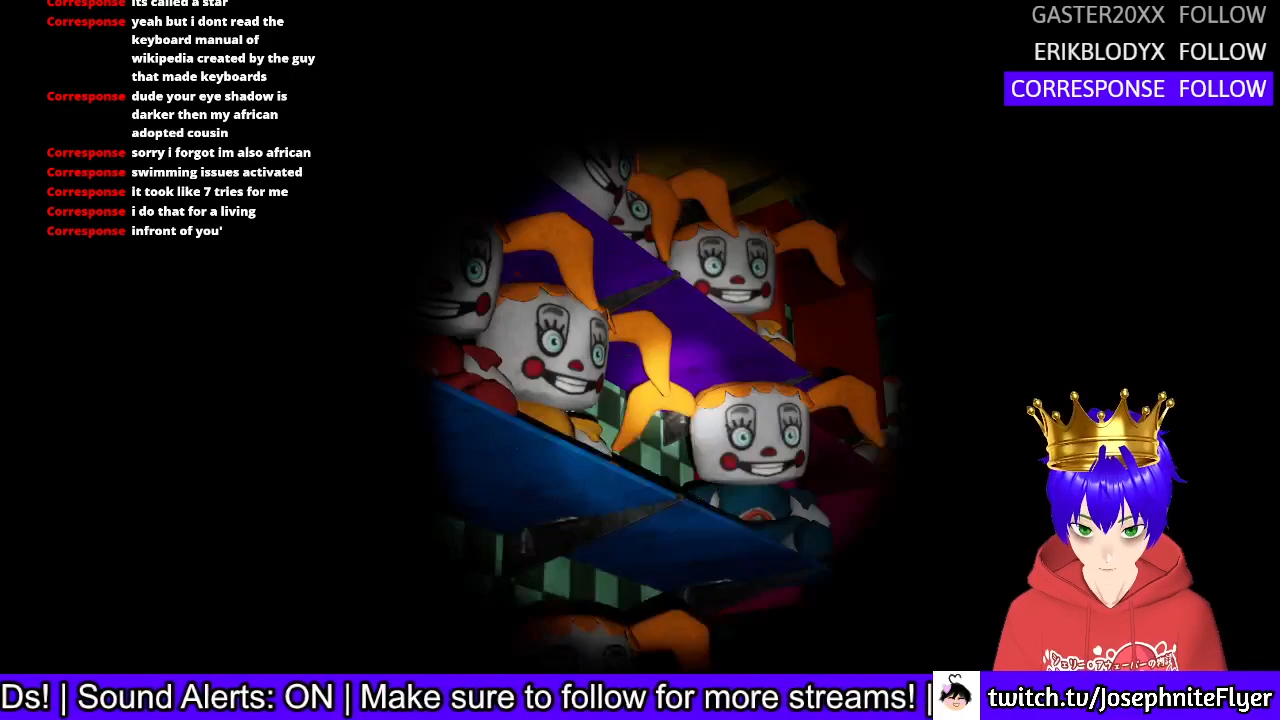 Corresponse its called a star
Corresponse yeah but i dont read the
keyboard manual of
wikipedia created by the guy
that made keyboards
Corresponse dude your eye shadow is
darker then my african
adopted cousin
Corresponse sorry i forgot im also african
Corresponse swimming issues activated
Corresponse it took like 7 tries for me
Corresponse i do that for a living
Corresponse infront of you'
GASTER20XX FOLLOW
ERIKBLODYX FOLLOW
CORRESPONSE FOLLOW
Ds! | Sound Alerts: ON | Make sure to follow for more streams! |
twitch.tv/JosephniteFlyer